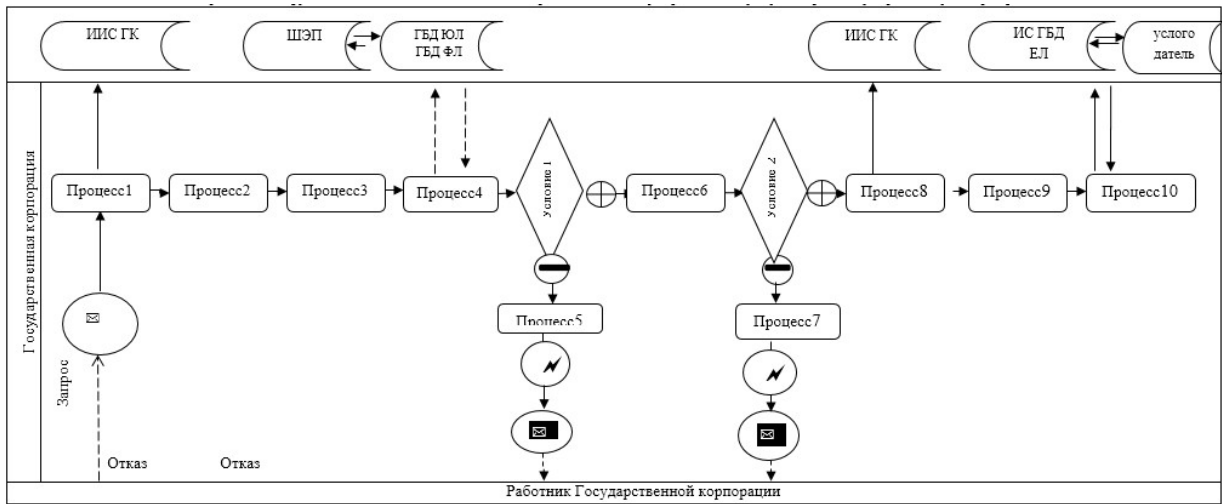 ИИС ГК
ШЭП
ГБД ЮЛ
ГБД ФЛ
ИИС ГК
ИС ГБД
ЕЛ
услого
датель
Государственная корпорация
Процесс1
Процесс2
Процесс3
Процесс4
Условие 1
Процесс6
Условие 2
Процесс8
Процесс9
Процесс10
Процесс5
Процесс7
Запрос
Отказ
Отказ
Работник Государственной корпорации